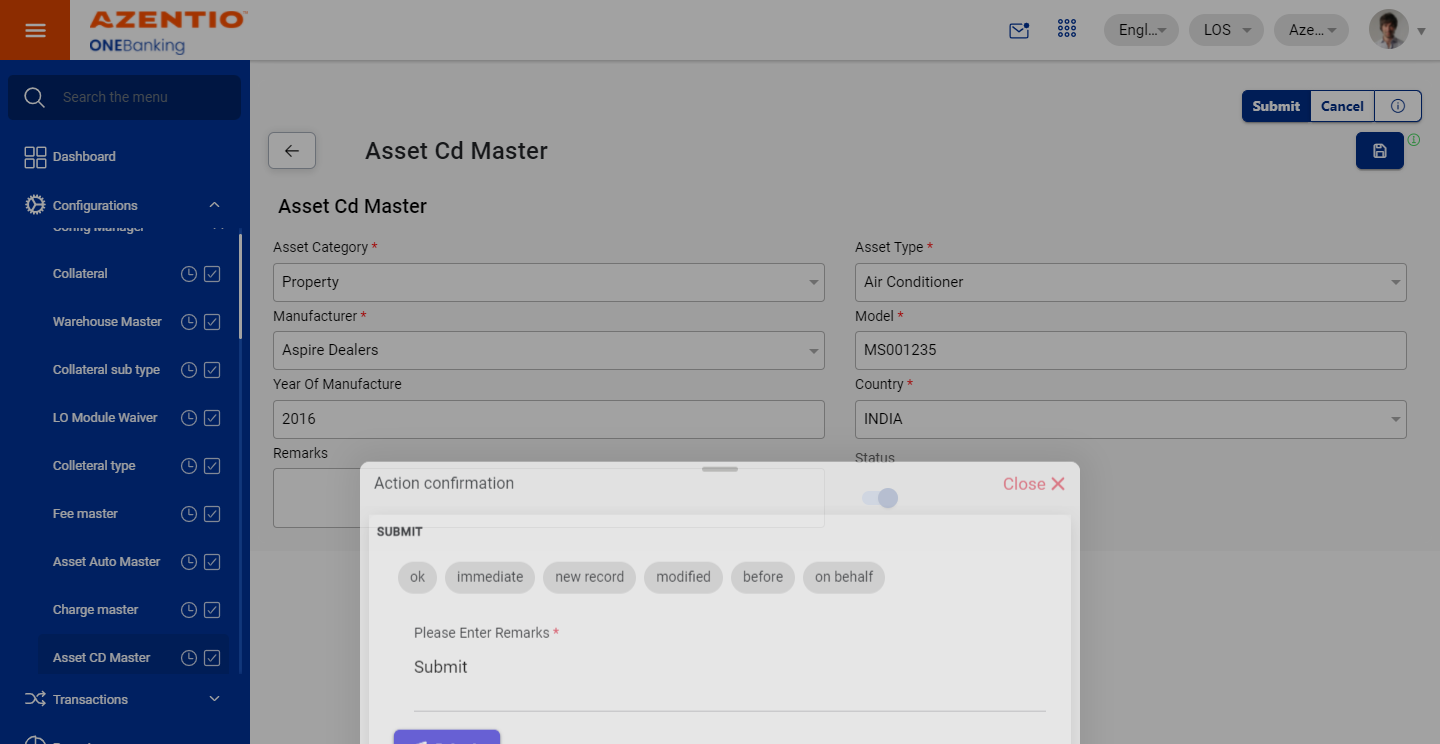 AZENTIO
ONEBanking
Engl...
LOS
Aze...
Search the menu
Submit
Cancel
Dashboard
Asset Cd Master
Configurations
Asset Cd Master
Config Manager
Asset Category *
Asset Type *
Collateral
Property
Air Conditioner
Warehouse Master
Manufacturer *
Model *
Aspire Dealers
MS001235
Collateral sub type
Year Of Manufacture
Country *
LO Module Waiver
2016
INDIA
Remarks
Status
Colleteral type
Action confirmation
Close
Fee master
SUBMIT
Asset Auto Master
ok
immediate
new record
modified
before
on behalf
Charge master
Please Enter Remarks *
Asset CD Master
Submit
Transactions